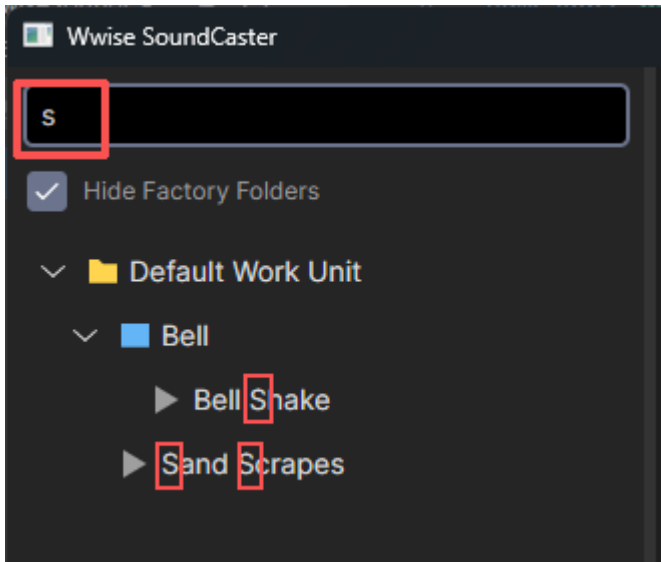 Wwise SoundCaster
s
Hide Factory Folders
Default Work Unit
Bell
Bell Shake
Sand Scrapes